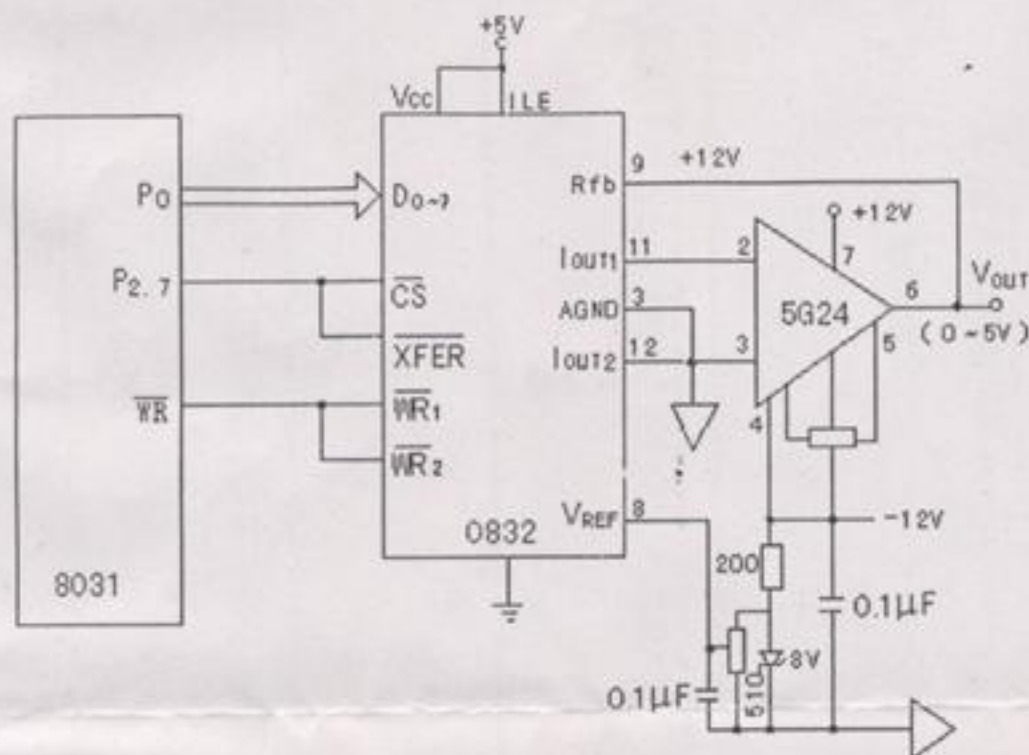 +5V
Vcc
ILE
P0
D0~7
Rfb
9
+12V
+12V
P2.7
CS
IOUT1
11
2
7
VOUT
6
XFER
AGND
3
5G24
(0~5V)
5
IOUT2
12
3
WR
WR1
4
WR2
VREF
8
-12V
0832
200
8031
0.1μF
510
0.1μF